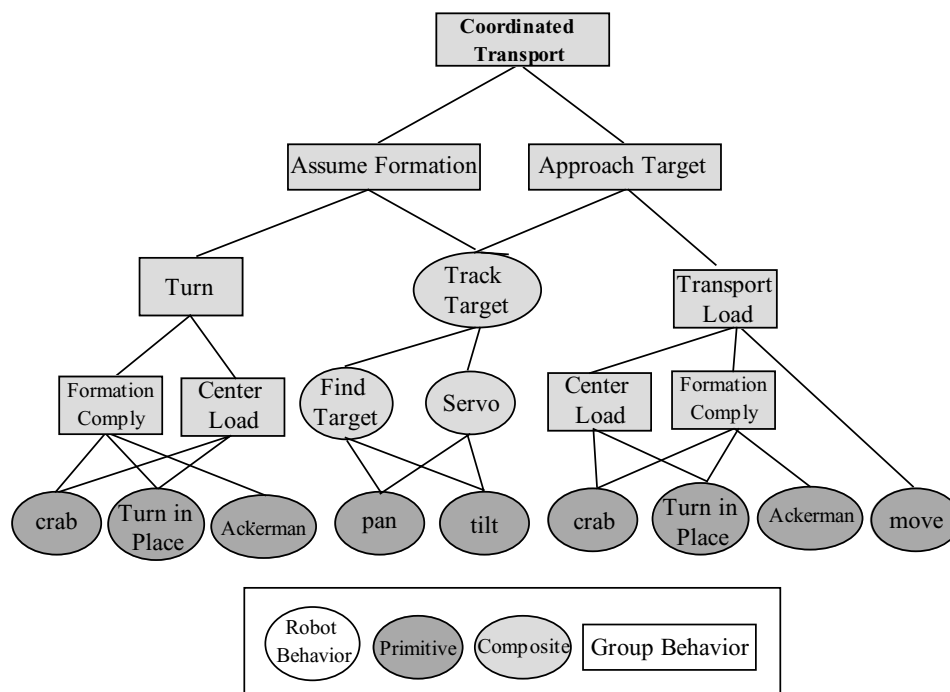 Coordinated
Transport
Assume Formation
Approach Target
Turn
Track
Target
Transport
Load
Formation
Comply
Center
Load
Find
Target
Servo
Center
Load
Formation
Comply
crab
Turn in
Place
Ackerman
pan
tilt
crab
Turn in
Place
Ackerman
move
Robot
Behavior
Primitive
Composite
Group Behavior